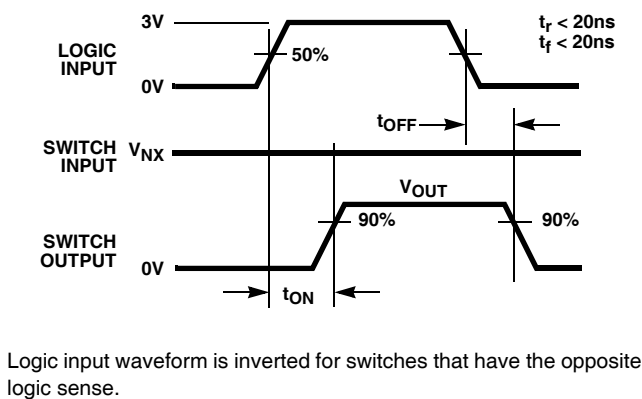 3V
tr < 20ns
tf < 20ns
LOGIC
INPUT
50%
0V
tOFF
SWITCH
INPUT
VNX
VOUT
90%
90%
SWITCH
OUTPUT
0V
tON
Logic input waveform is inverted for switches that have the opposite
logic sense.